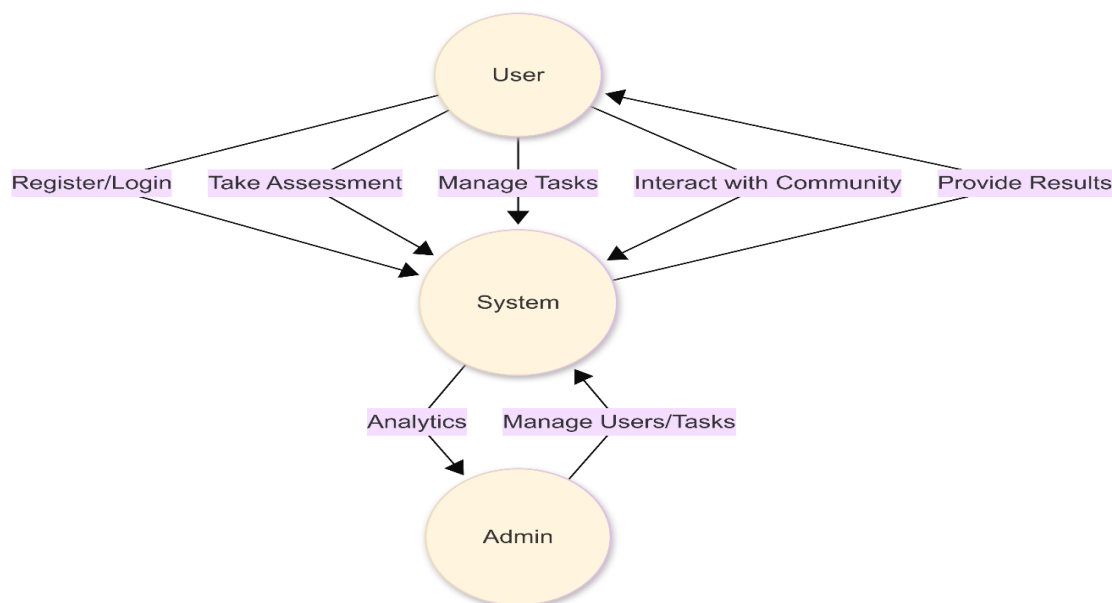 User
Register/Login
Take Assessment
Manage Tasks
Interact with Community
Provide Results
System
Analytics
Manage Users/Tasks
Admin